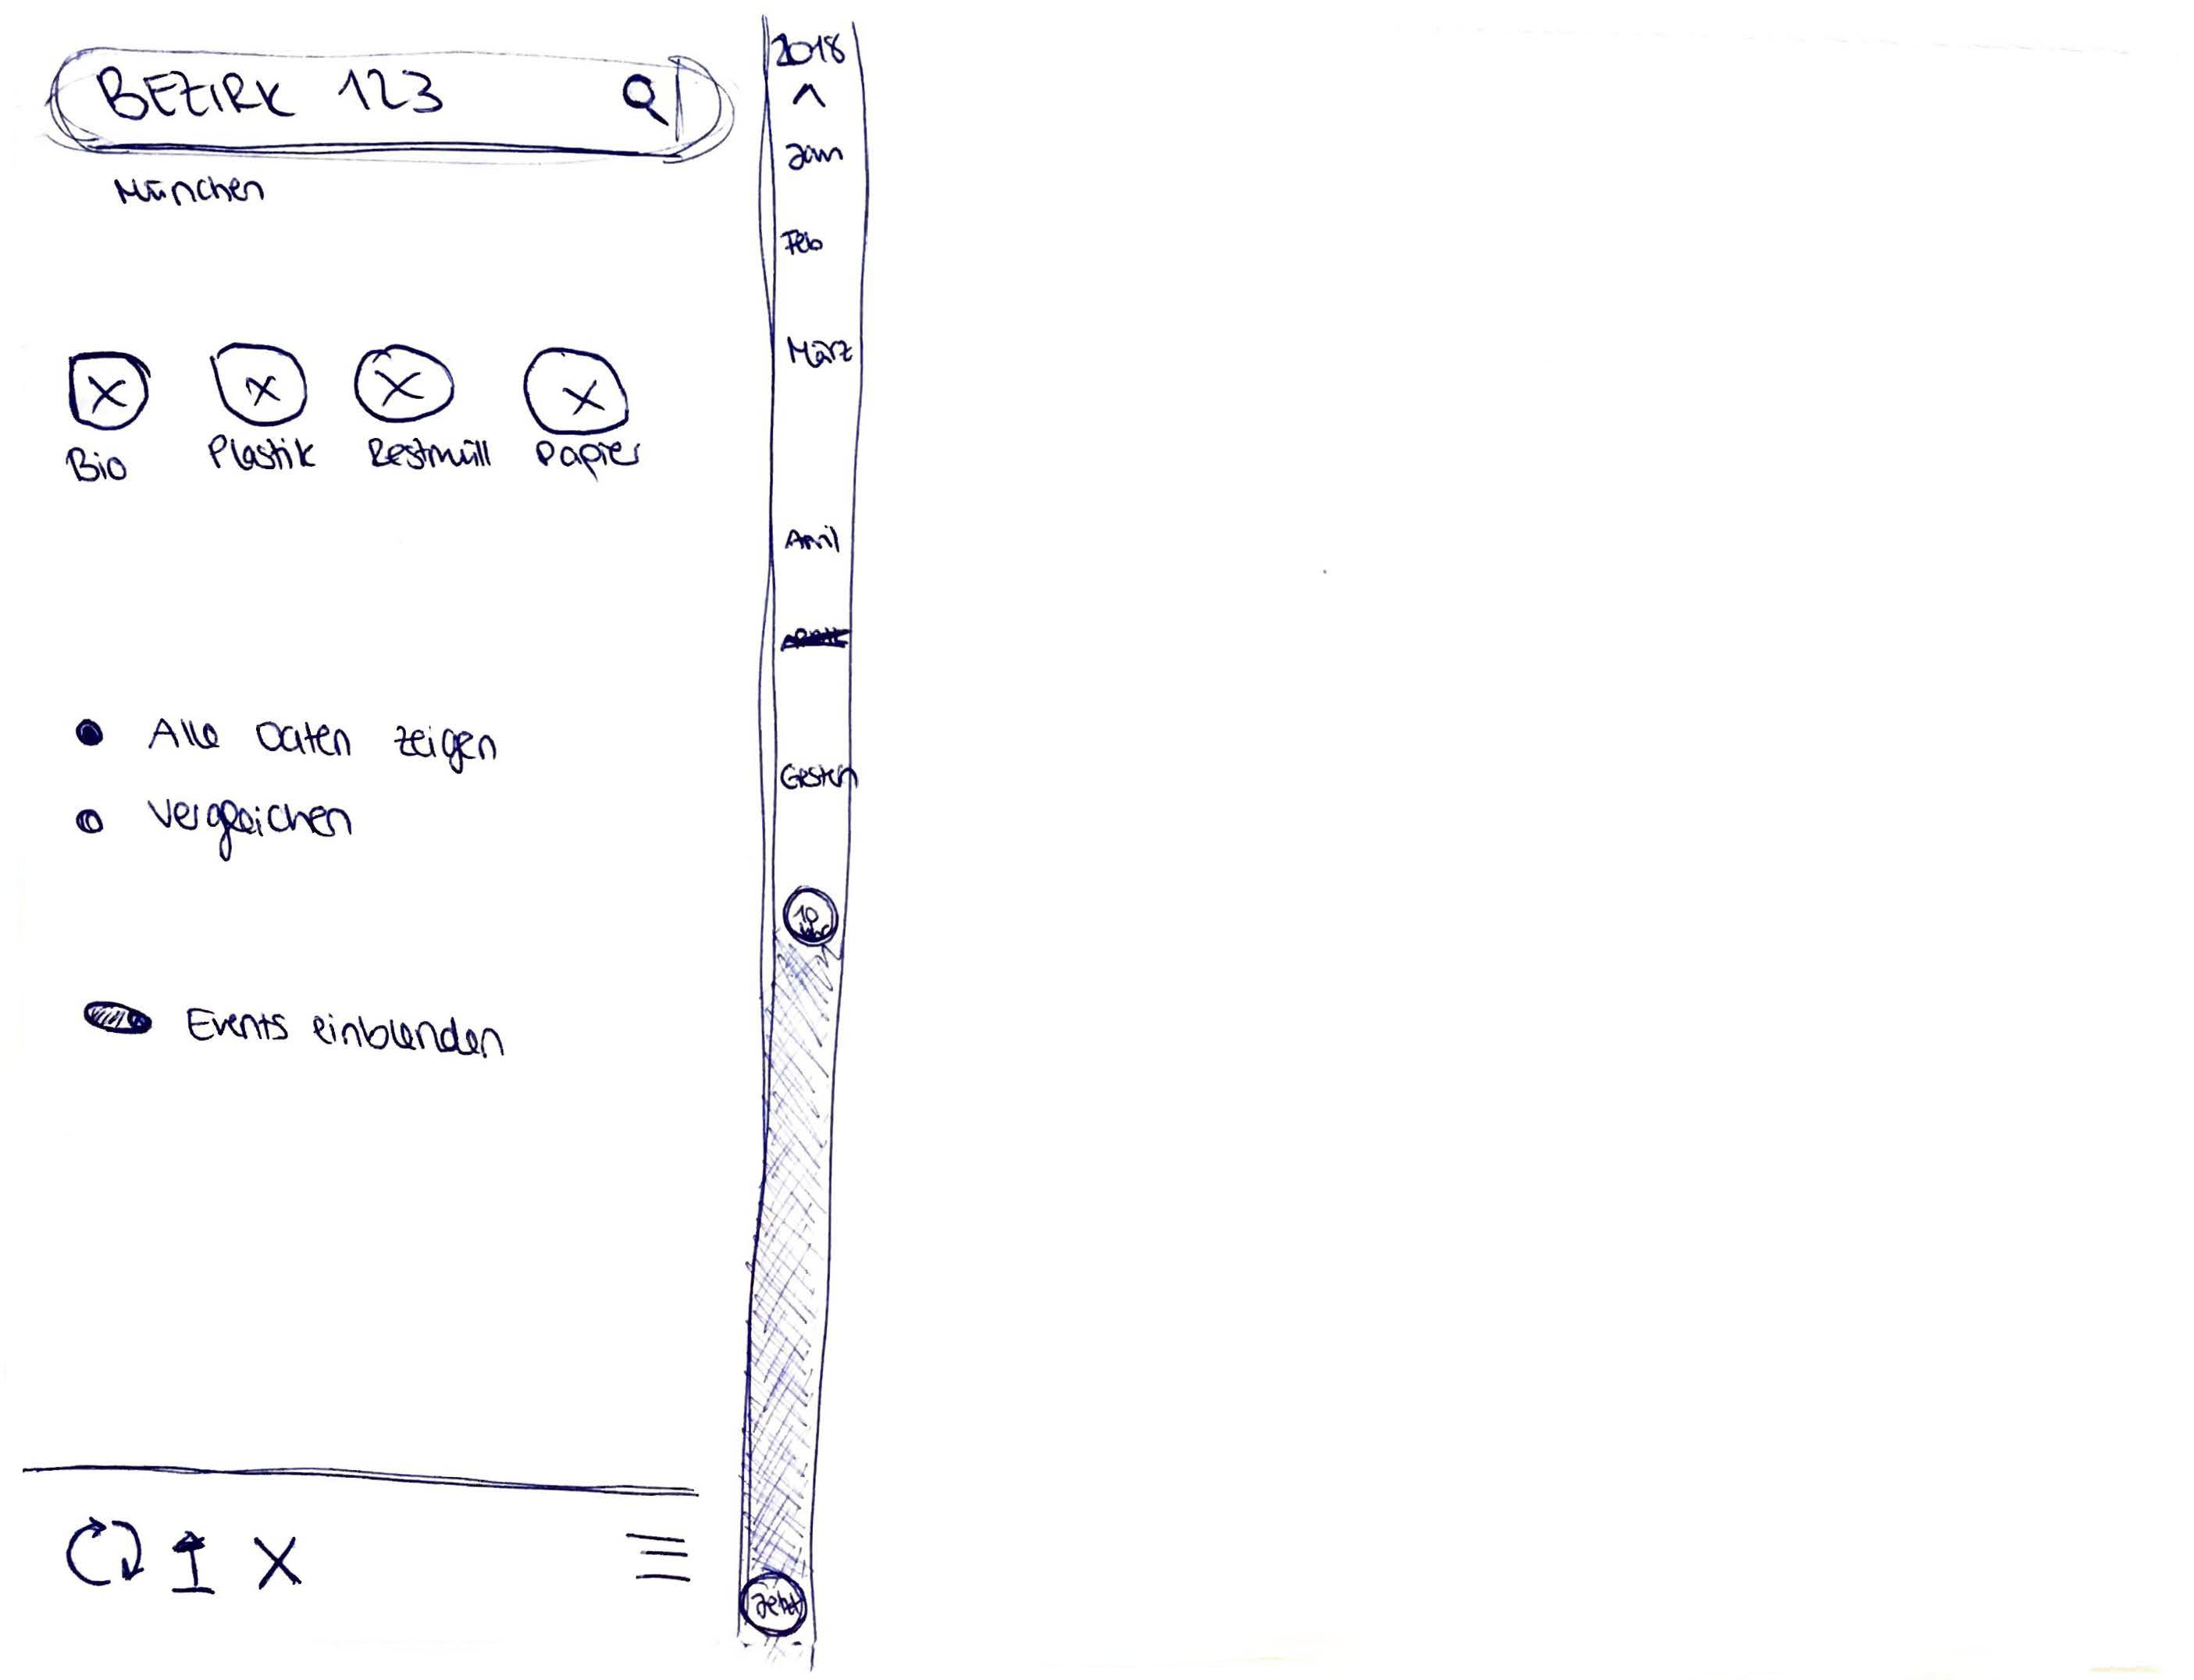 BEZIRK 123
München
Bio Plastik Restmüll Papier
Alle Daten zeigen
Vergleichen
Events einblenden
2018
Jan
Feb
März
April
Gestern
10 Uhr
Jetzt